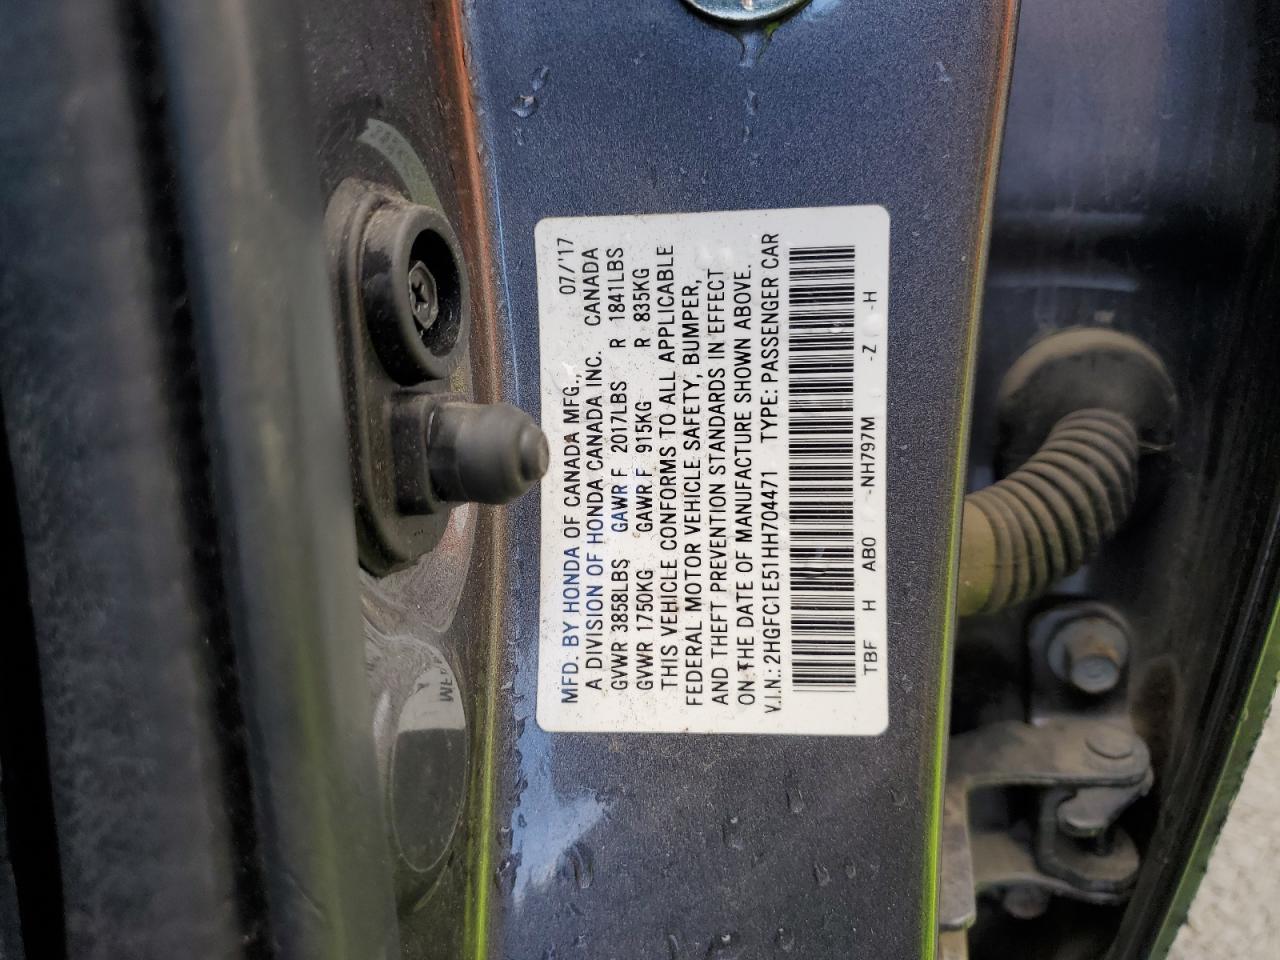 MFD. BY HONDA OF CANADA MFG., 07/'17
A DIVISION OF HONDA CANADA INC. CANADA
GVWR 3858LBS GAWR F 2017LBS R 1841LBS
GVWR 1750KG GAWR F 915KG R 835KG
THIS VEHICLE CONFORMS TO ALL APPLICABLE
FEDERAL MOTOR VEHICLE SAFETY, BUMPER,
AND THEFT PREVENTION STANDARDS IN EFFECT
ON THE DATE OF MANUFACTURE SHOWN ABOVE.
V.I.N.: 2HGFC1E51HH704471 TYPE: PASSENGER CAR
TBF H AB0 -NH797M -Z -H